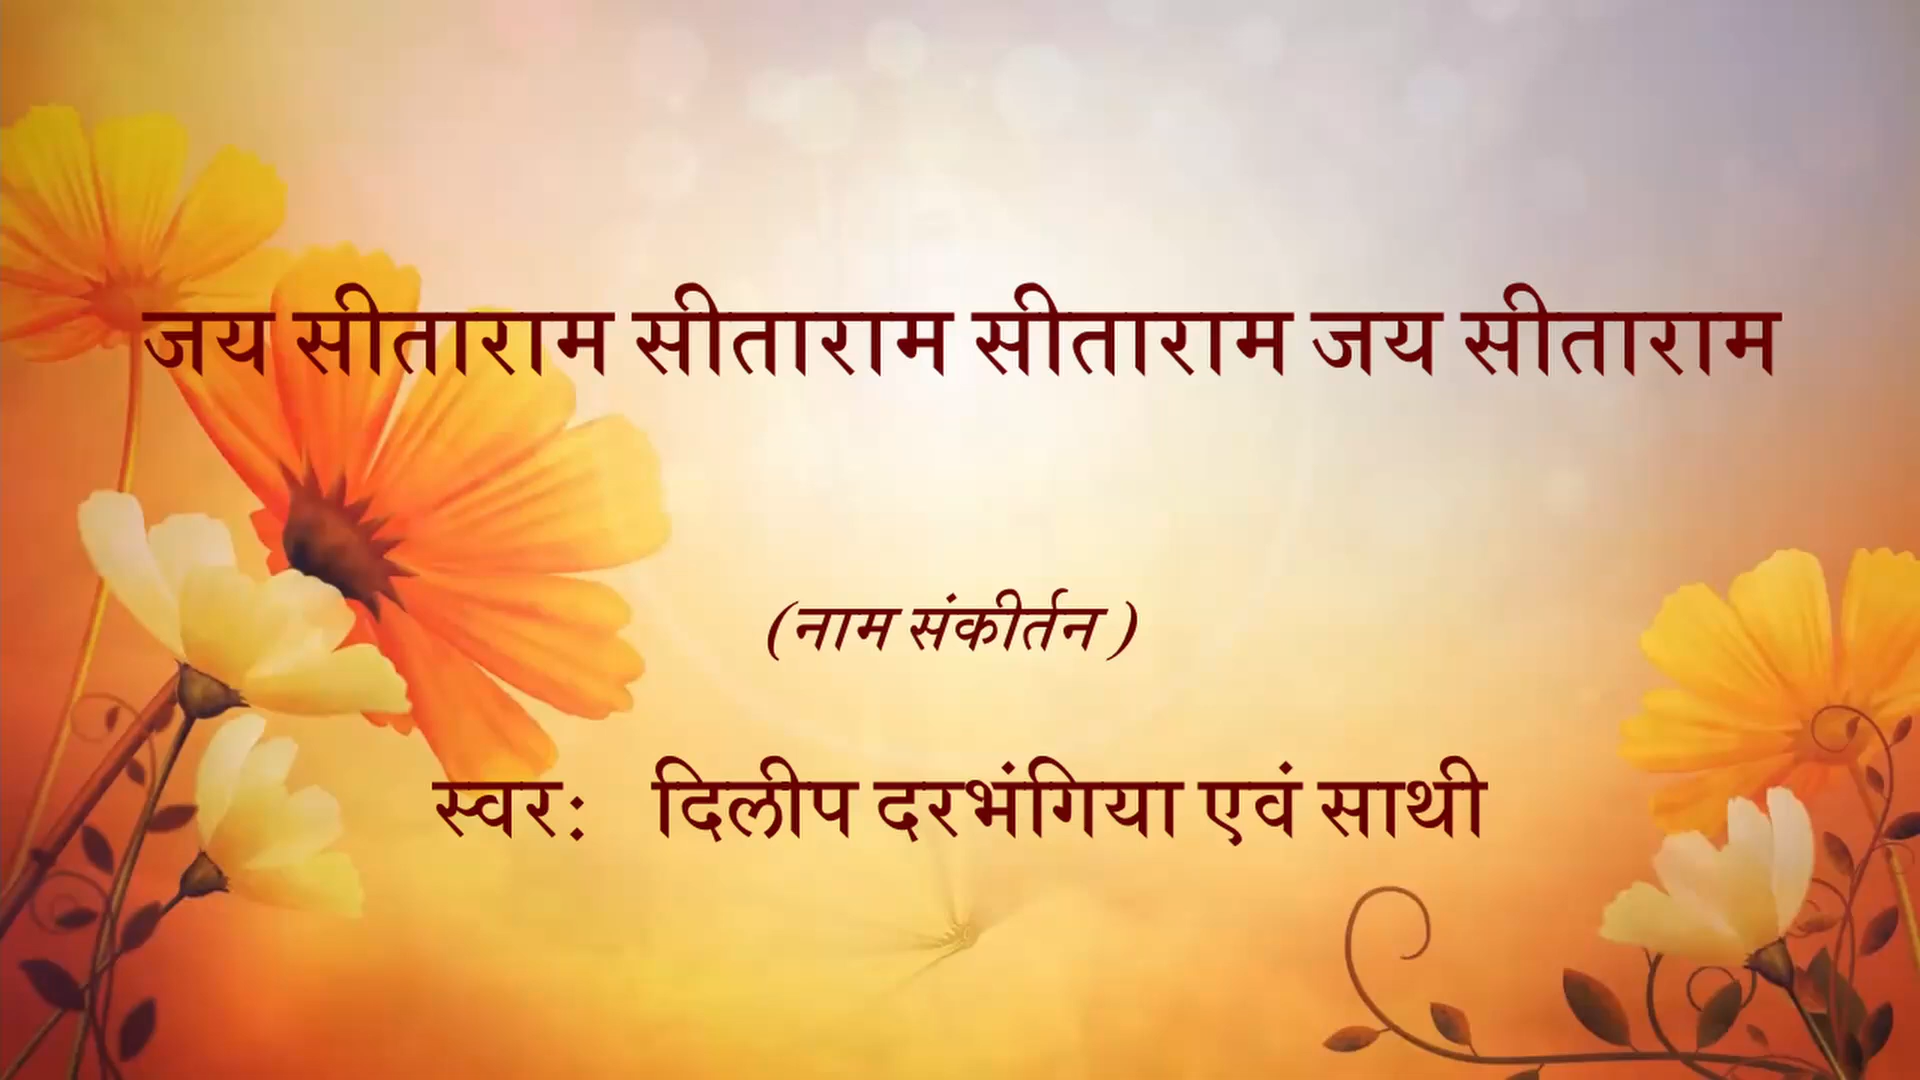 जय सीताराम सीताराम सीताराम जय सीताराम
(नाम संकीर्तन )
स्वर: दिलीप दरभंगिया एवं साथी